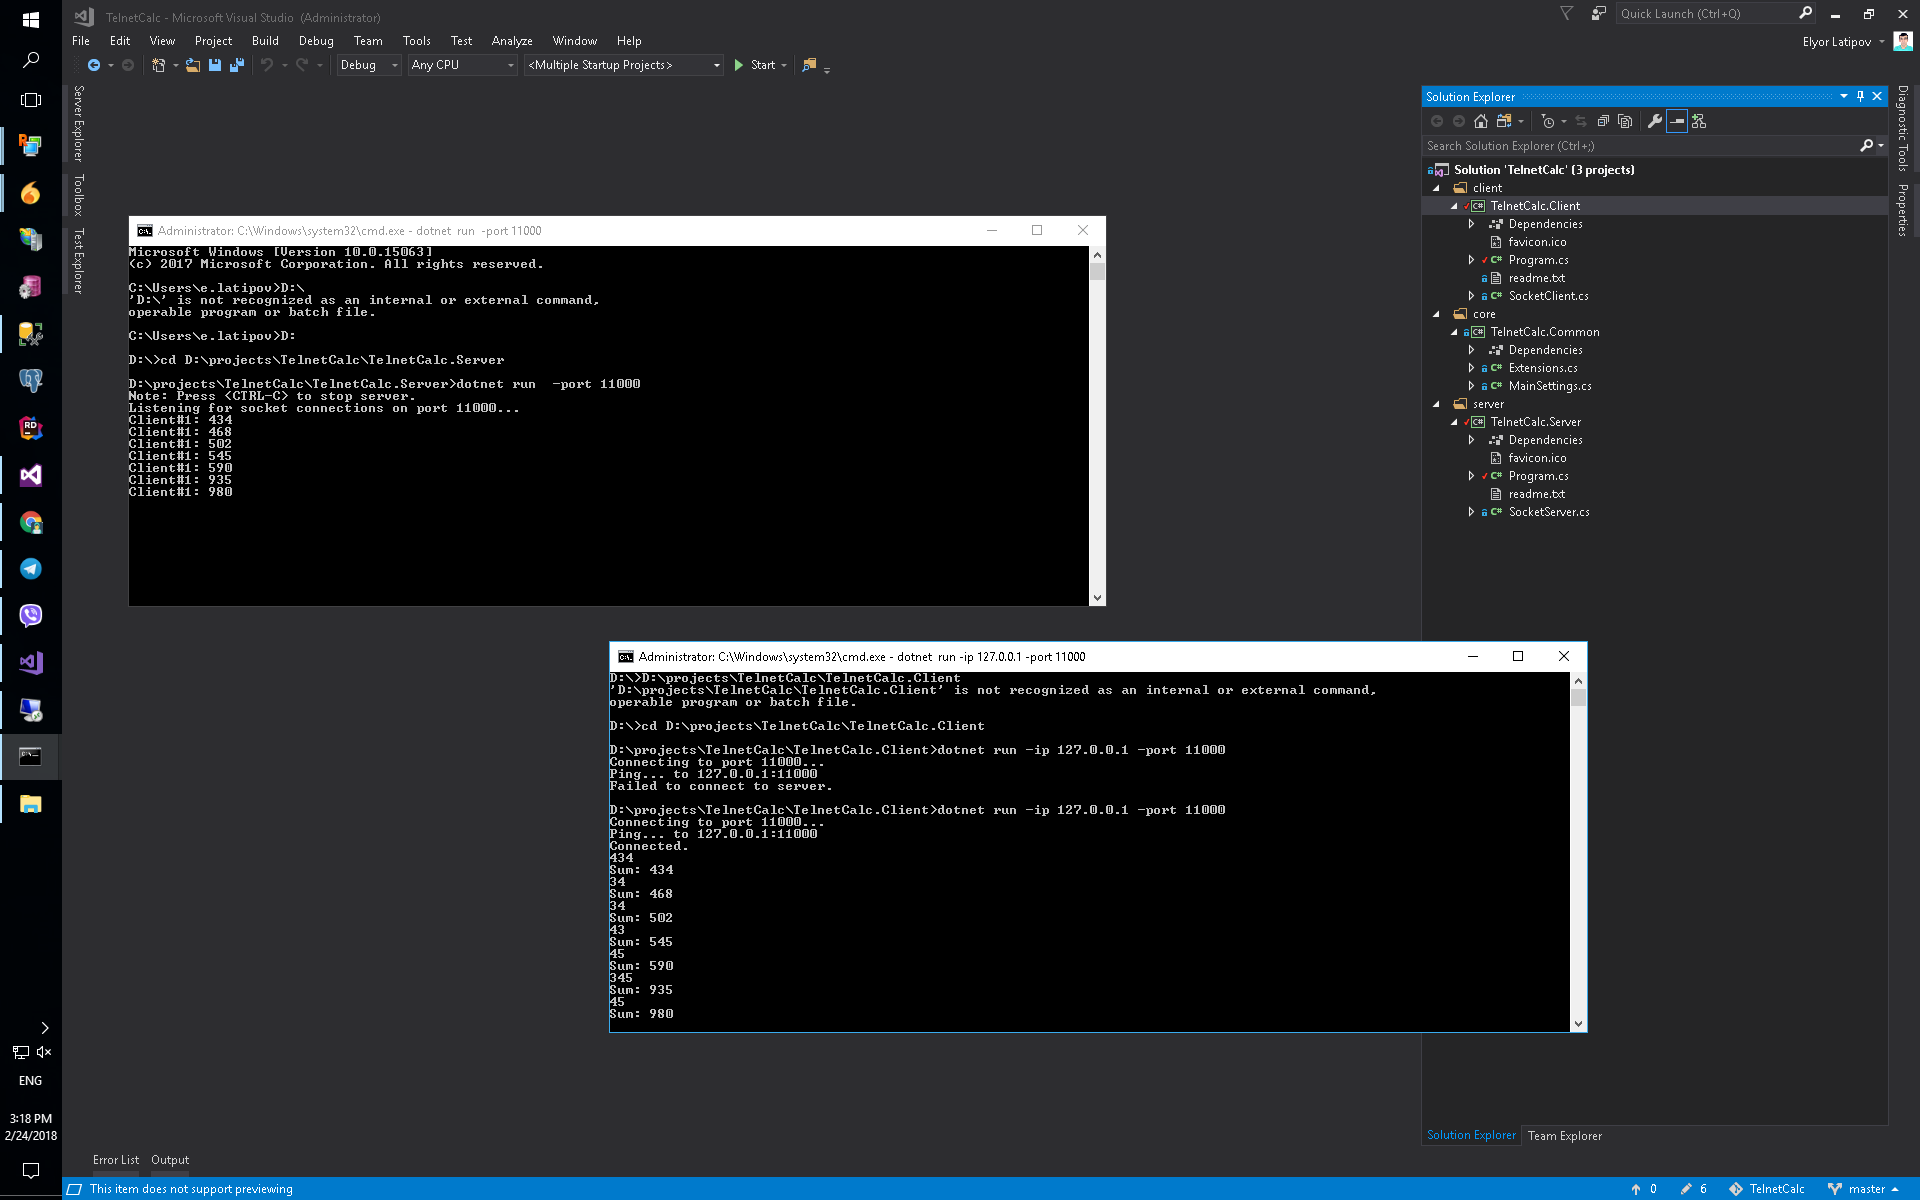 TelnetCalc - Microsoft Visual Studio (Administrator)
Quick Launch (Ctrl+Q)
File Edit View Project Build Debug Team Tools Test Analyze Window Help
Elyor Latipov
Debug Any CPU <Multiple Startup Projects> Start
Server Explorer
Toolbox
Test Explorer
Administrator: C:\Windows\system32\cmd.exe - dotnet run -port 11000
Microsoft Windows [Version 10.0.15063]
(c) 2017 Microsoft Corporation. All rights reserved.
C:\Users\e.latipov>D:\
'D:\' is not recognized as an internal or external command,
operable program or batch file.
C:\Users\e.latipov>D:
D:\>cd D:\projects\TelnetCalc\TelnetCalc.Server
D:\projects\TelnetCalc\TelnetCalc.Server>dotnet run  -port 11000
Note: Press <CTRL-C> to stop server.
Listening for socket connections on port 11000...
Client#1: 434
Client#1: 468
Client#1: 502
Client#1: 545
Client#1: 590
Client#1: 935
Client#1: 980
Administrator: C:\Windows\system32\cmd.exe - dotnet run -ip 127.0.0.1 -port 11000
D:\>D:\projects\TelnetCalc\TelnetCalc.Client
'D:\projects\TelnetCalc\TelnetCalc.Client' is not recognized as an internal or external command,
operable program or batch file.
D:\>cd D:\projects\TelnetCalc\TelnetCalc.Client
D:\projects\TelnetCalc\TelnetCalc.Client>dotnet run -ip 127.0.0.1 -port 11000
Connecting to port 11000...
Ping... to 127.0.0.1:11000
Failed to connect to server.
D:\projects\TelnetCalc\TelnetCalc.Client>dotnet run -ip 127.0.0.1 -port 11000
Connecting to port 11000...
Ping... to 127.0.0.1:11000
Connected.
434
Sum: 434
34
Sum: 468
34
Sum: 502
43
Sum: 545
45
Sum: 590
345
Sum: 935
45
Sum: 980
Solution Explorer
Search Solution Explorer (Ctrl+;)
Solution 'TelnetCalc' (3 projects)
client
C# TelnetCalc.Client
Dependencies
favicon.ico
C# Program.cs
readme.txt
C# SocketClient.cs
core
C# TelnetCalc.Common
Dependencies
C# Extensions.cs
C# MainSettings.cs
server
C# TelnetCalc.Server
Dependencies
favicon.ico
C# Program.cs
readme.txt
C# SocketServer.cs
Solution Explorer Team Explorer
Diagnostic Tools
Properties
RD
ENG
3:18 PM
2/24/2018
Error List Output
This item does not support previewing
0 6 TelnetCalc master